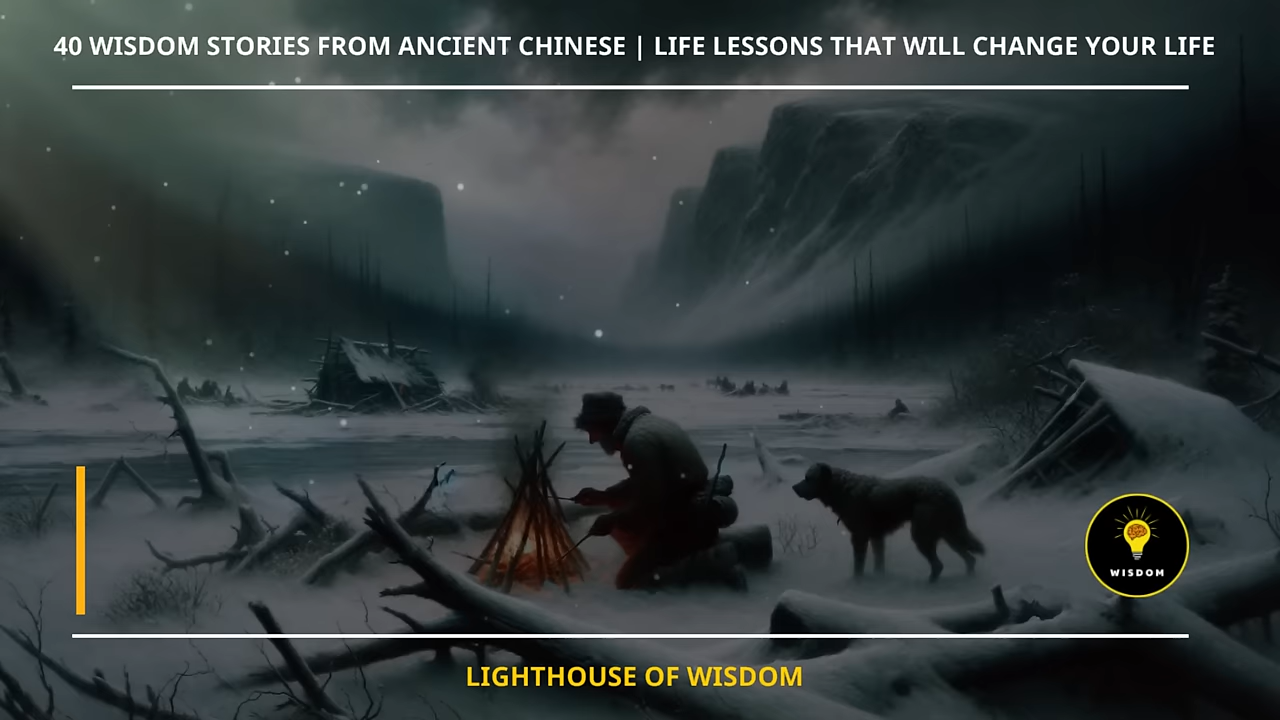 40 WISDOM STORIES FROM ANCIENT CHINESE | LIFE LESSONS THAT WILL CHANGE YOUR LIFE
WISDOM
LIGHTHOUSE OF WISDOM